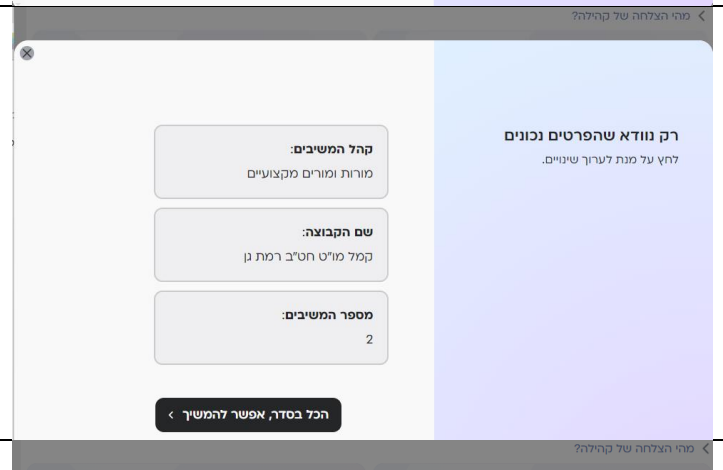 מהי הצלחה של קהילה?
רק נוודא שהפרטים נכונים
לחץ על מנת לערוך שינויים.
קהל המשיבים:
מורות ומורים מקצועיים
שם הקבוצה:
קמל מו"ט חט"ב רמת גן
מספר המשיבים:
2
הכל בסדר, אפשר להמשיך
מהי הצלחה של קהילה?